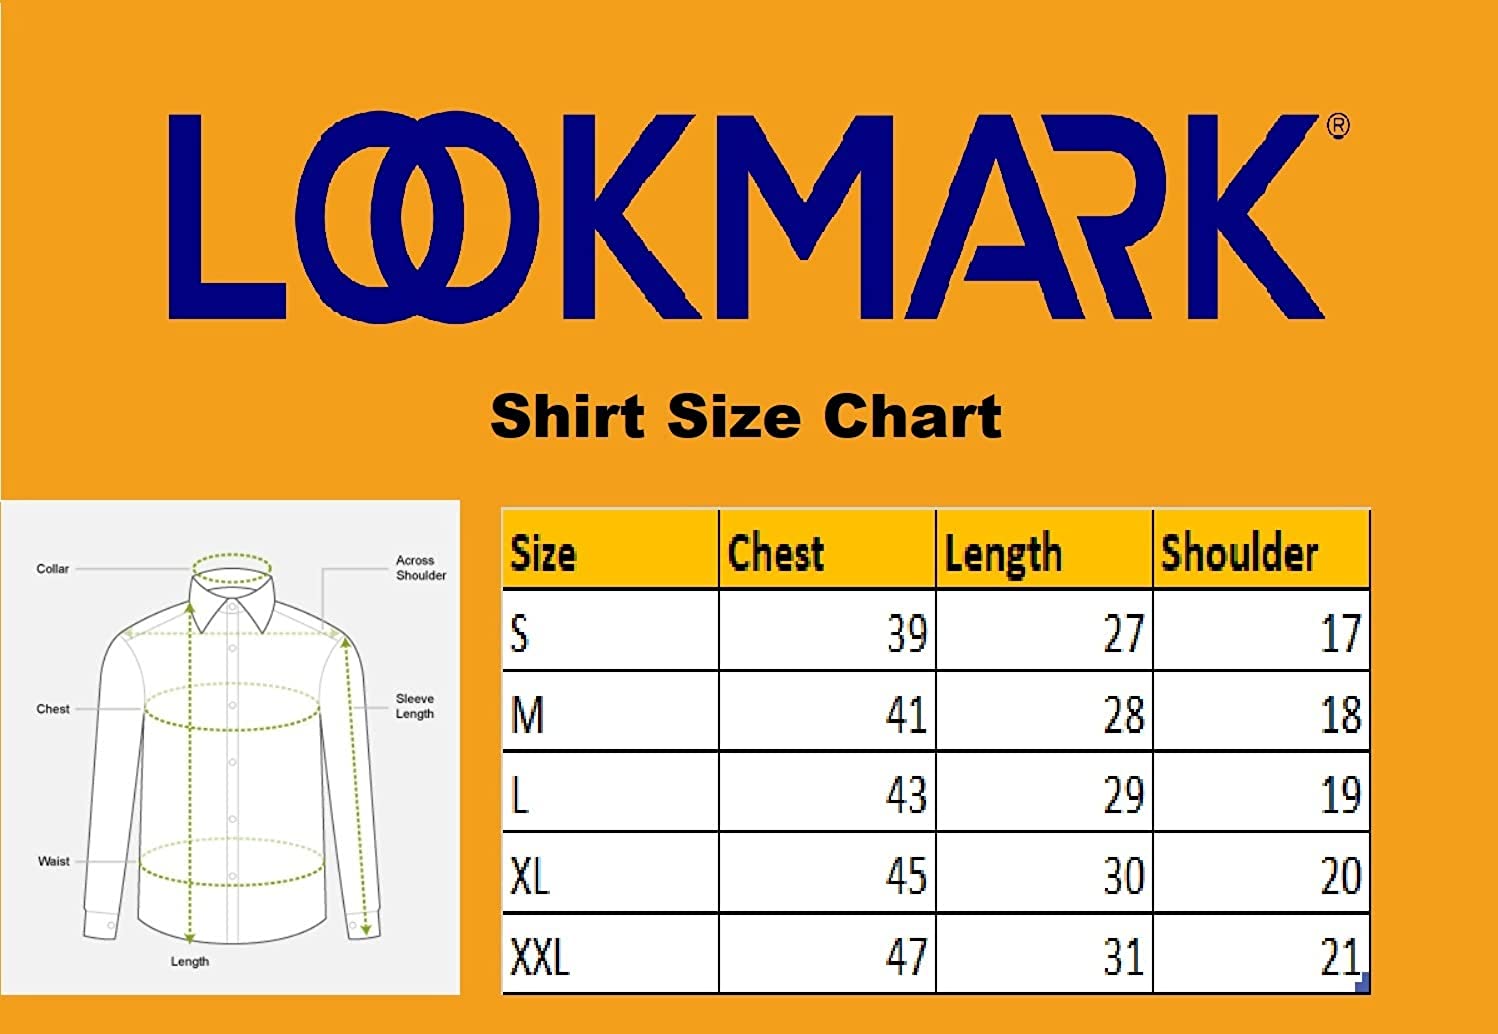 LOOKMARK®
Shirt Size Chart
Collar
Across
Shoulder
Chest
Sleeve
Length
Waist
Length
Size Chest Length Shoulder
S 39 27 17
M 41 28 18
L 43 29 19
XL 45 30 20
XXL 47 31 21